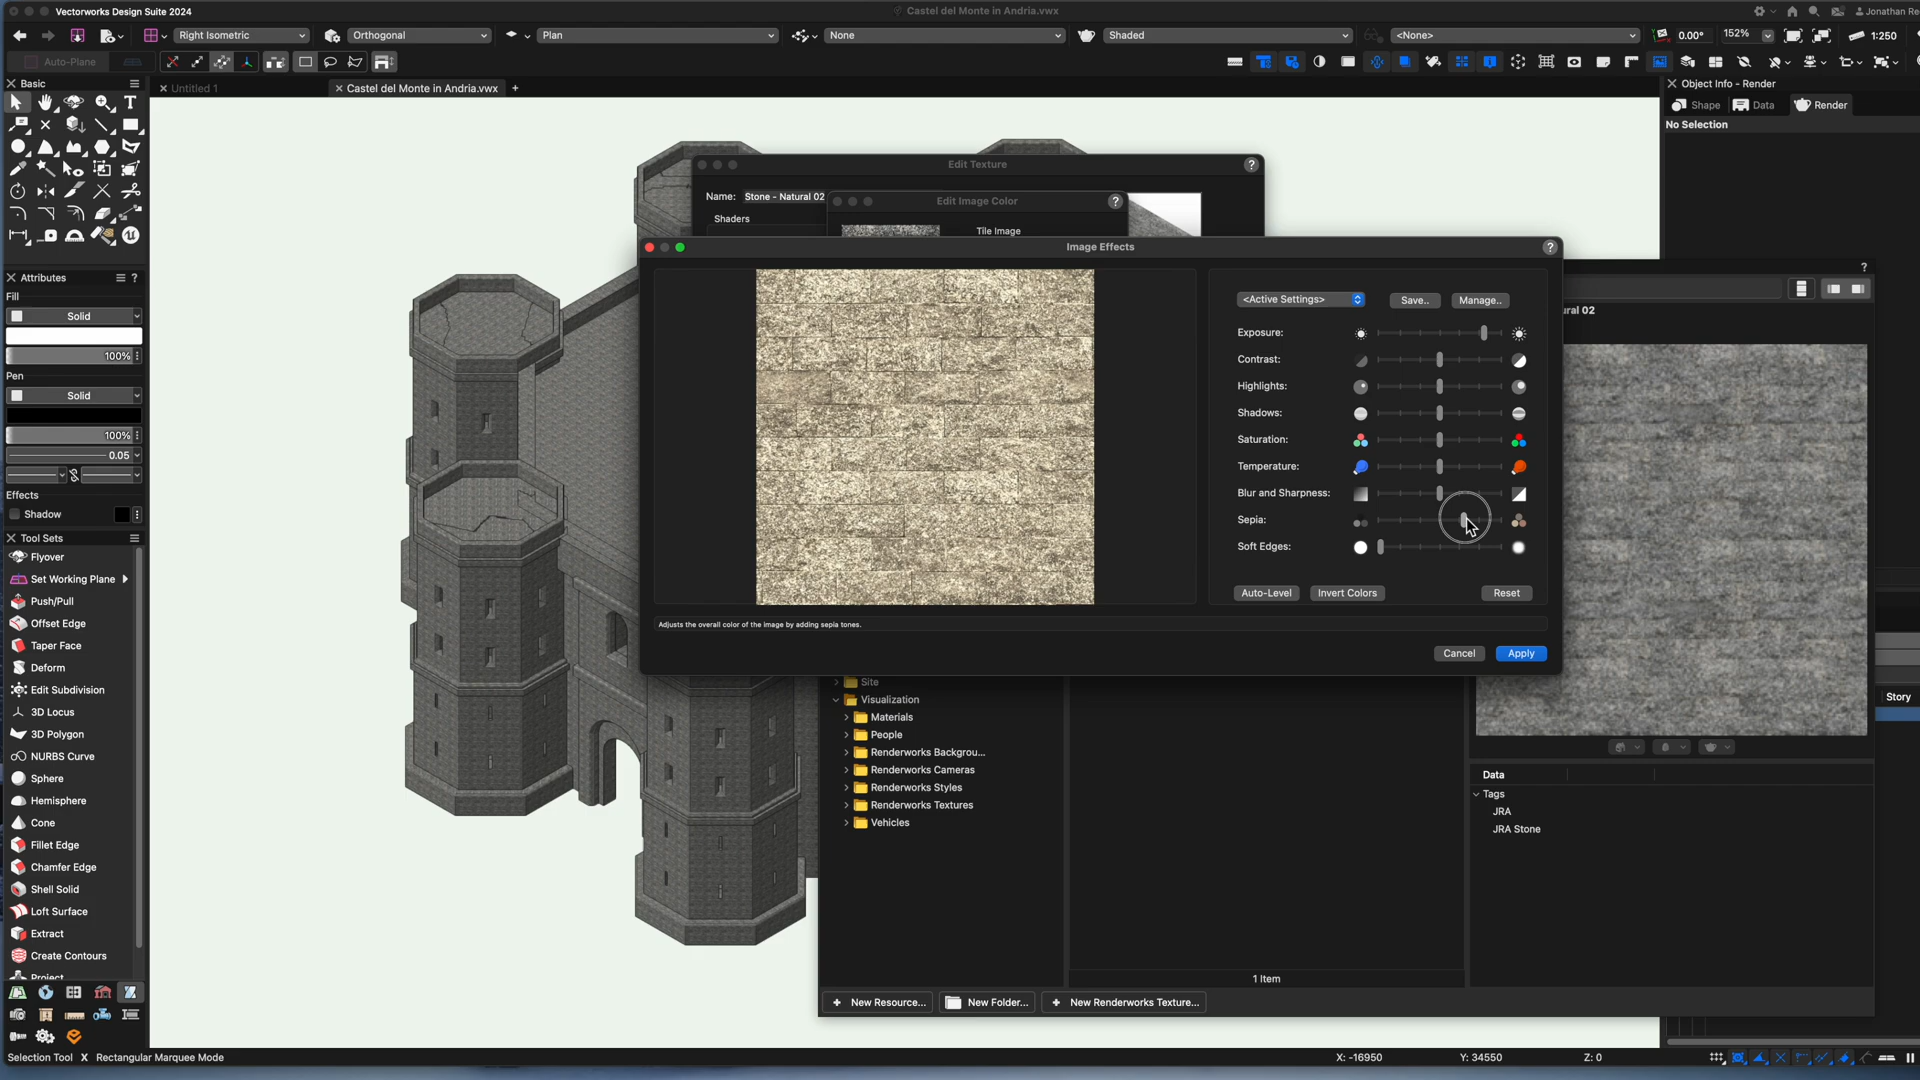 Vectorworks Design Suite 2024
Castel del Monte in Andria.vwx
Jonathan Re
Right Isometric
Orthogonal
Plan
None
Shaded
<None>
0.00°
152%
1:250
Auto-Plane
Basic
Untitled 1
Castel del Monte in Andria.vwx
Object Info - Render
Shape
Data
Render
No Selection
Edit Texture
Name: Stone - Natural 02
Shaders
Edit Image Color
Tile Image
Image Effects
<Active Settings>
Save..
Manage..
Exposure:
Contrast:
Highlights:
Shadows:
Saturation:
Temperature:
Blur and Sharpness:
Sepia:
Soft Edges:
Auto-Level
Invert Colors
Reset
Adjusts the overall color of the image by adding sepia tones.
Cancel
Apply
Attributes
Fill
Solid
100%
Pen
Solid
100%
0.05
Effects
Shadow
Tool Sets
Flyover
Set Working Plane
Push/Pull
Offset Edge
Taper Face
Deform
Edit Subdivision
3D Locus
3D Polygon
NURBS Curve
Sphere
Hemisphere
Cone
Fillet Edge
Chamfer Edge
Shell Solid
Loft Surface
Extract
Create Contours
Project
ural 02
Story
Site
Visualization
Materials
People
Renderworks Backgrou...
Renderworks Cameras
Renderworks Styles
Renderworks Textures
Vehicles
Data
Tags
JRA
JRA Stone
1 Item
New Resource...
New Folder...
New Renderworks Texture...
Selection Tool X Rectangular Marquee Mode
X: -16950
Y: 34550
Z: 0